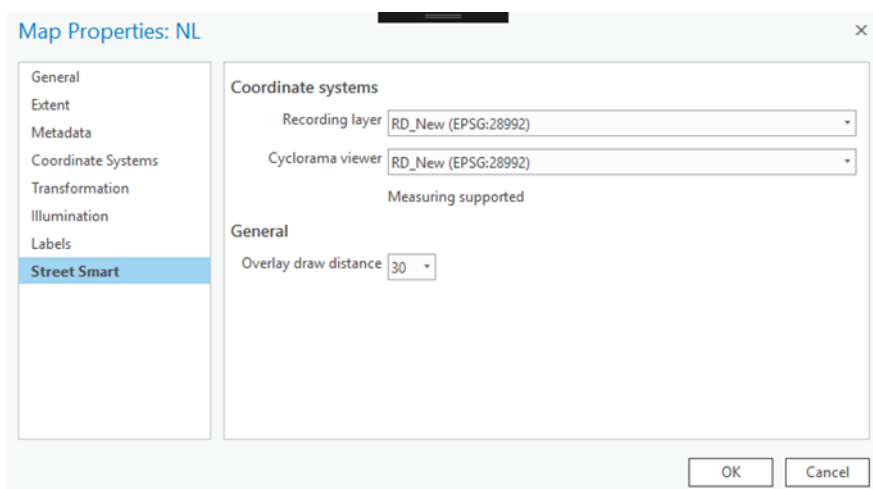 Map Properties: NL
General
Extent
Metadata
Coordinate Systems
Transformation
Illumination
Labels
Street Smart
Coordinate systems
Recording layer RD_New (EPSG:28992)
Cyclorama viewer RD_New (EPSG:28992)
Measuring supported
General
Overlay draw distance 30
OK Cancel